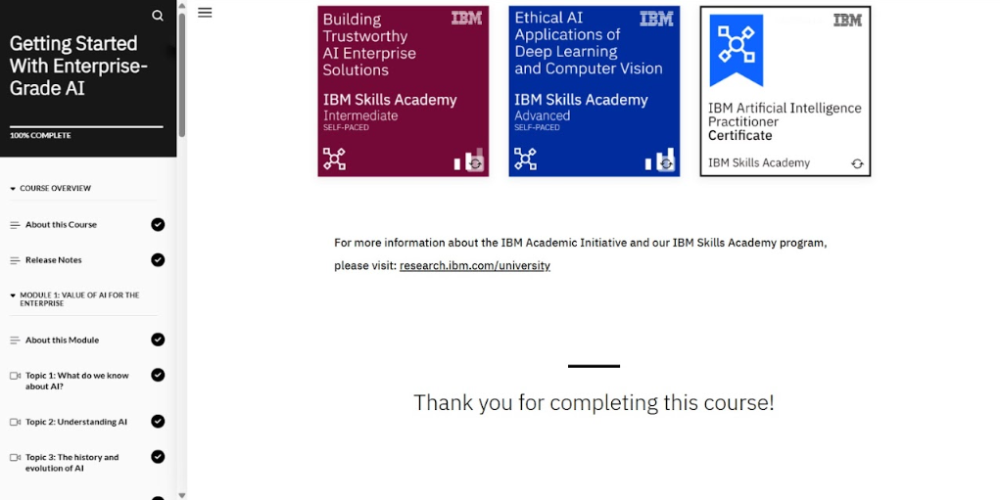 Getting Started
With Enterprise-
Grade AI
100% COMPLETE
COURSE OVERVIEW
About this Course
Release Notes
MODULE 1: VALUE OF AI FOR THE
ENTERPRISE
About this Module
Topic 1: What do we know
about AI?
Topic 2: Understanding AI
Topic 3: The history and
evolution of AI
IBM
Building
Trustworthy
AI Enterprise
Solutions
IBM Skills Academy
Intermediate
SELF-PACED
IBM
Ethical AI
Applications of
Deep Learning
and Computer Vision
IBM Skills Academy
Advanced
SELF-PACED
IBM
IBM Artificial Intelligence
Practitioner
Certificate
IBM Skills Academy
For more information about the IBM Academic Initiative and our IBM Skills Academy program,
please visit: research.ibm.com/university
Thank you for completing this course!